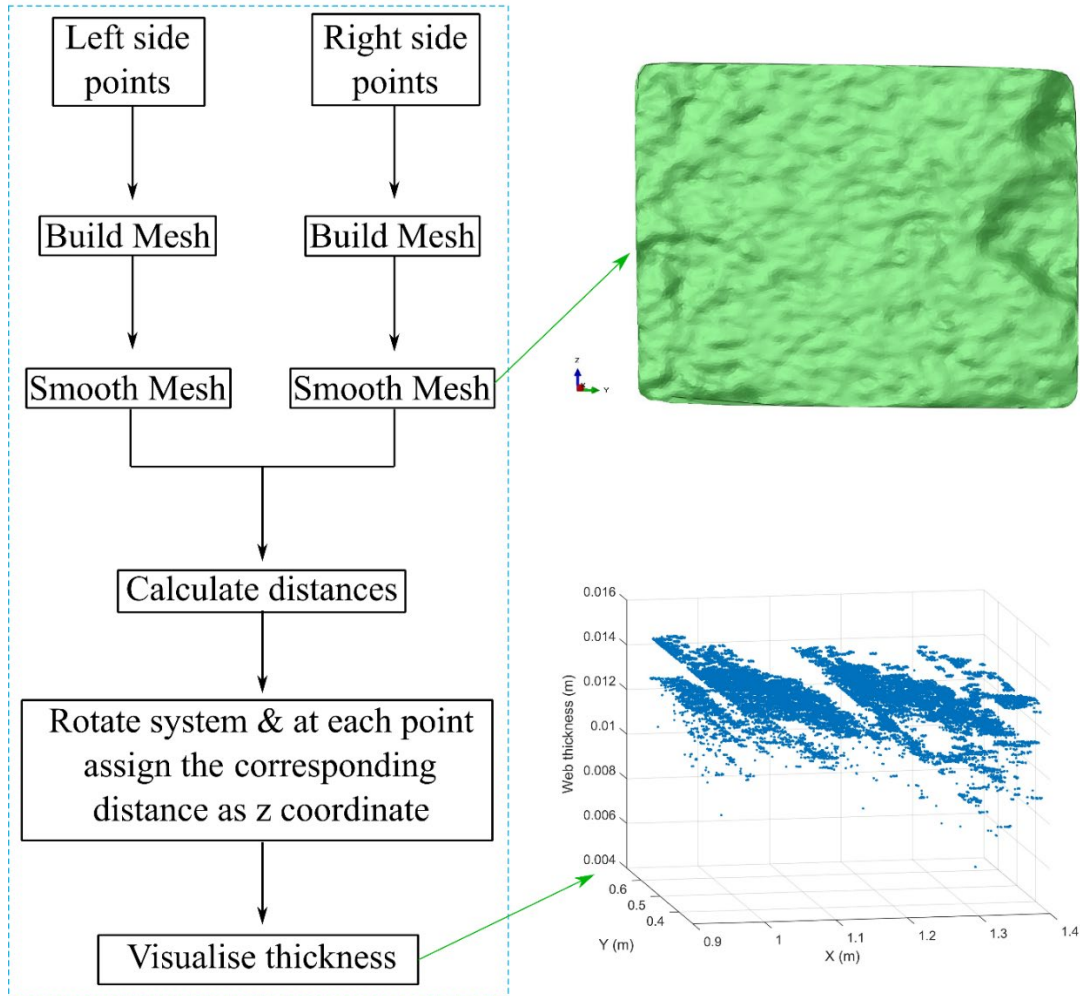 Left side
points
Right side
points
Build Mesh
Build Mesh
Smooth Mesh
Smooth Mesh
Calculate distances
Rotate system & at each point
assign the corresponding
distance as z coordinate
Visualise thickness
Z
Y
0.016
0.014
0.012
0.01
0.008
0.006
0.004
Web thickness (m)
0.6
0.5
0.4
Y (m)
0.9
1
1.1
1.2
1.3
1.4
X (m)